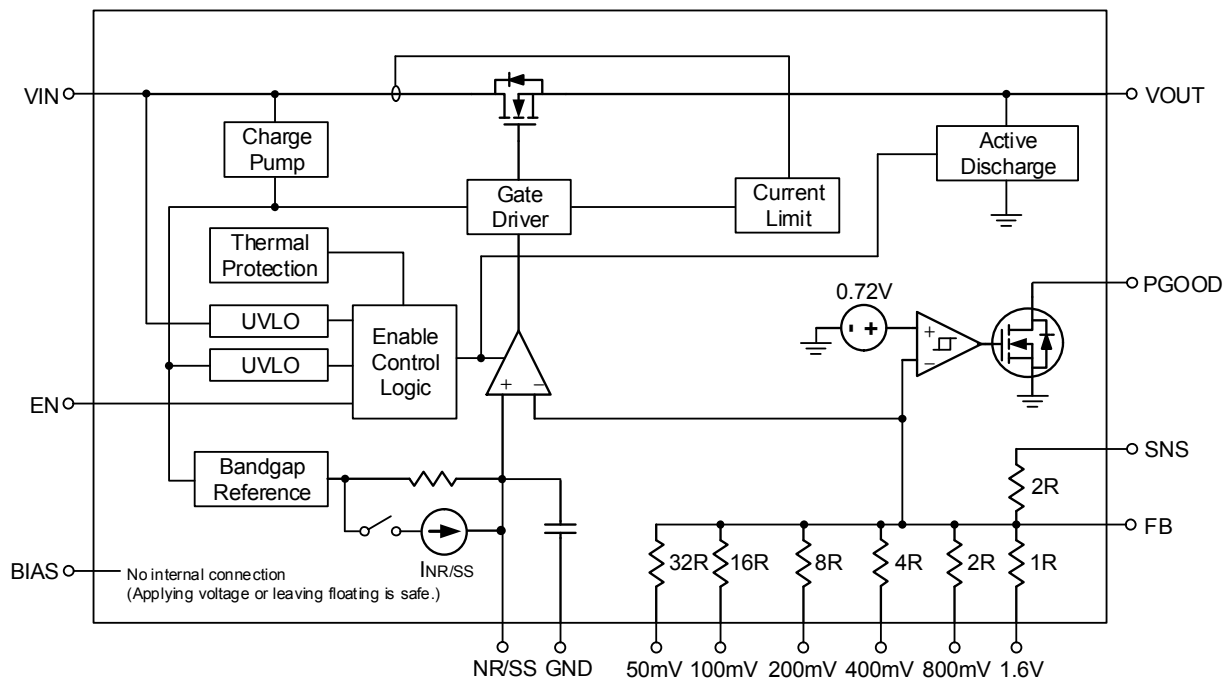 VIN
VOUT
Charge
Pump
Active
Discharge
Gate
Driver
Current
Limit
Thermal
Protection
PGOOD
0.72V
- +
UVLO
Enable
Control
Logic
UVLO
+
−
+ −
EN
SNS
Bandgap
Reference
2R
FB
32R 16R 8R 4R 2R 1R
INR/SS
BIAS
No internal connection
(Applying voltage or leaving floating is safe.)
NR/SS GND 50mV 100mV 200mV 400mV 800mV 1.6V